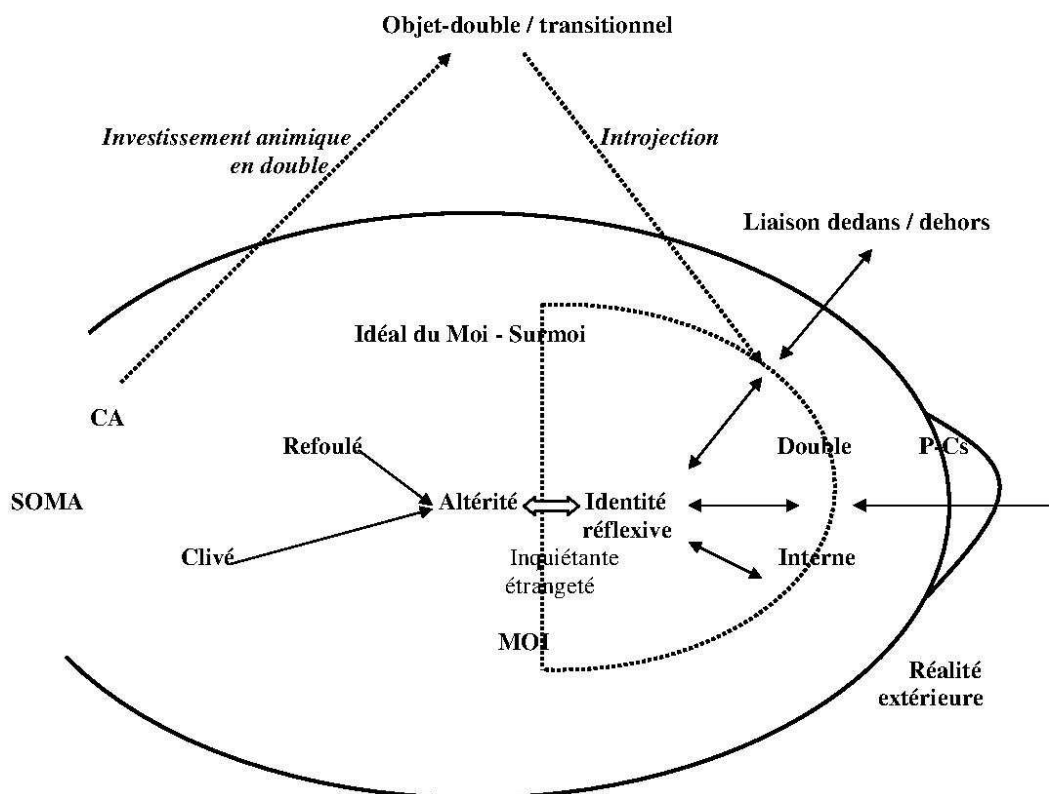 Objet-double / transitionnel
Investissement animique
en double
Introjection
Liaison dedans / dehors
Idéal du Moi - Surmoi
CA
Refoulé
Double
P-Cs
SOMA
Altérité
Identité
réflexive
Clivé
Inquiétante
étrangeté
Interne
MOI
Réalité
extérieure